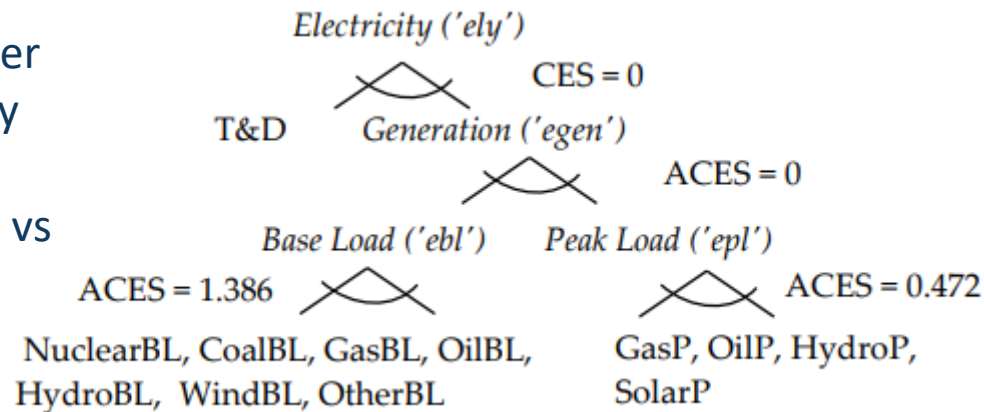 Electricity ('ely')
er
CES = 0
y
T&D
Generation ('egen')
ACES = 0
vs
Base Load ('ebl')
Peak Load ('epl')
ACES = 1.386
ACES = 0.472
NuclearBL, CoalBL, GasBL, OilBL,
HydroBL, WindBL, OtherBL
GasP, OilP, HydroP,
SolarP